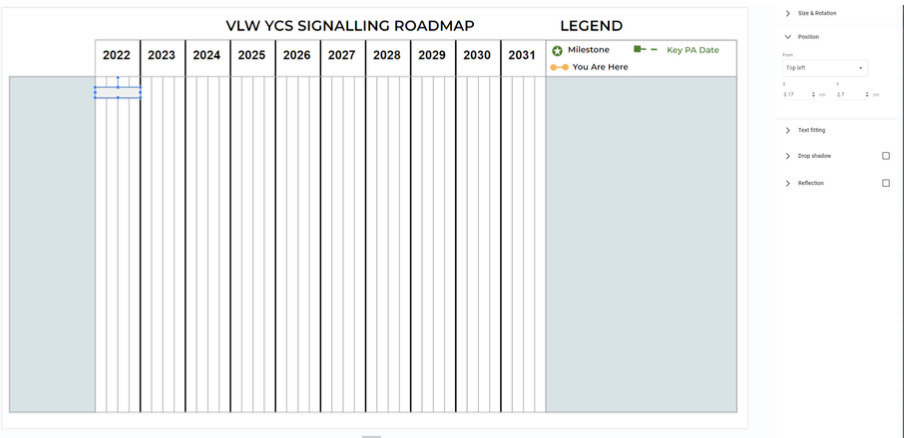 VLW YCS SIGNALLING ROADMAP LEGEND
2022 2023 2024 2025 2026 2027 2028 2029 2030 2031
Milestone Key PA Date
You Are Here
Size & Rotation
Position
From
Top left
X Y
3.17 cm 2.7 cm
Text fitting
Drop shadow
Reflection